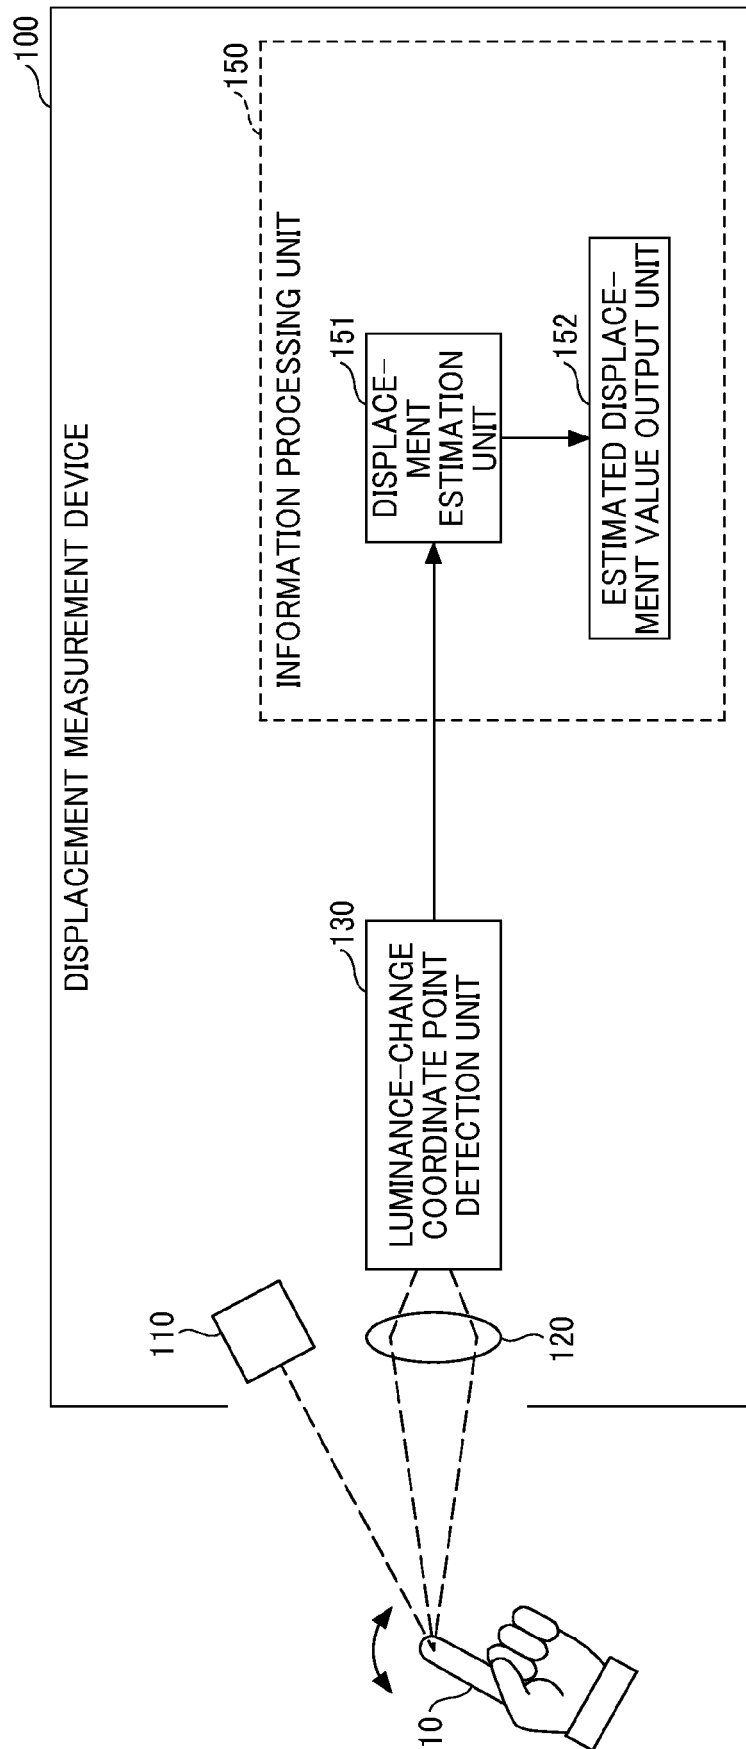 100
DISPLACEMENT MEASUREMENT DEVICE
150
INFORMATION PROCESSING UNIT
110
130
LUMINANCE-CHANGE
COORDINATE POINT
DETECTION UNIT
151
DISPLACE-
MENT
ESTIMATION
UNIT
120
10
152
ESTIMATED DISPLACE-
MENT VALUE OUTPUT UNIT